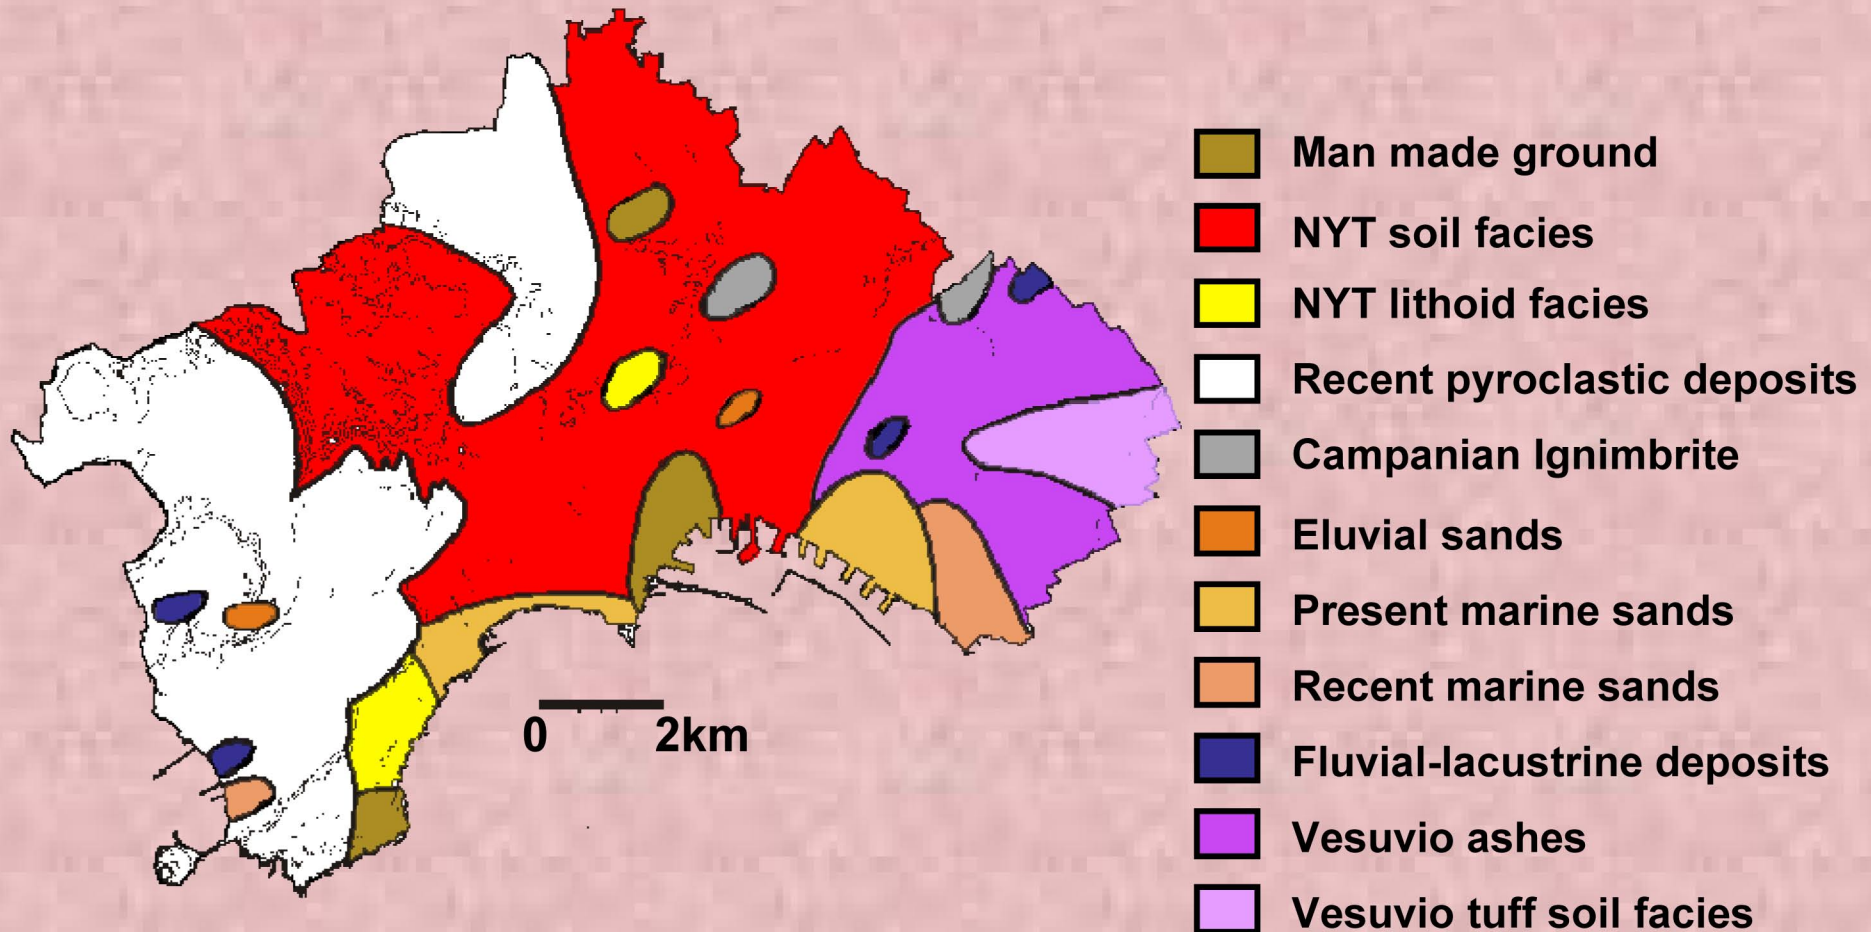 Man made ground
NYT soil facies
NYT lithoid facies
Recent pyroclastic deposits
Campanian Ignimbrite
Eluvial sands
Present marine sands
Recent marine sands
Fluvial-lacustrine deposits
Vesuvio ashes
Vesuvio tuff soil facies
0 2km